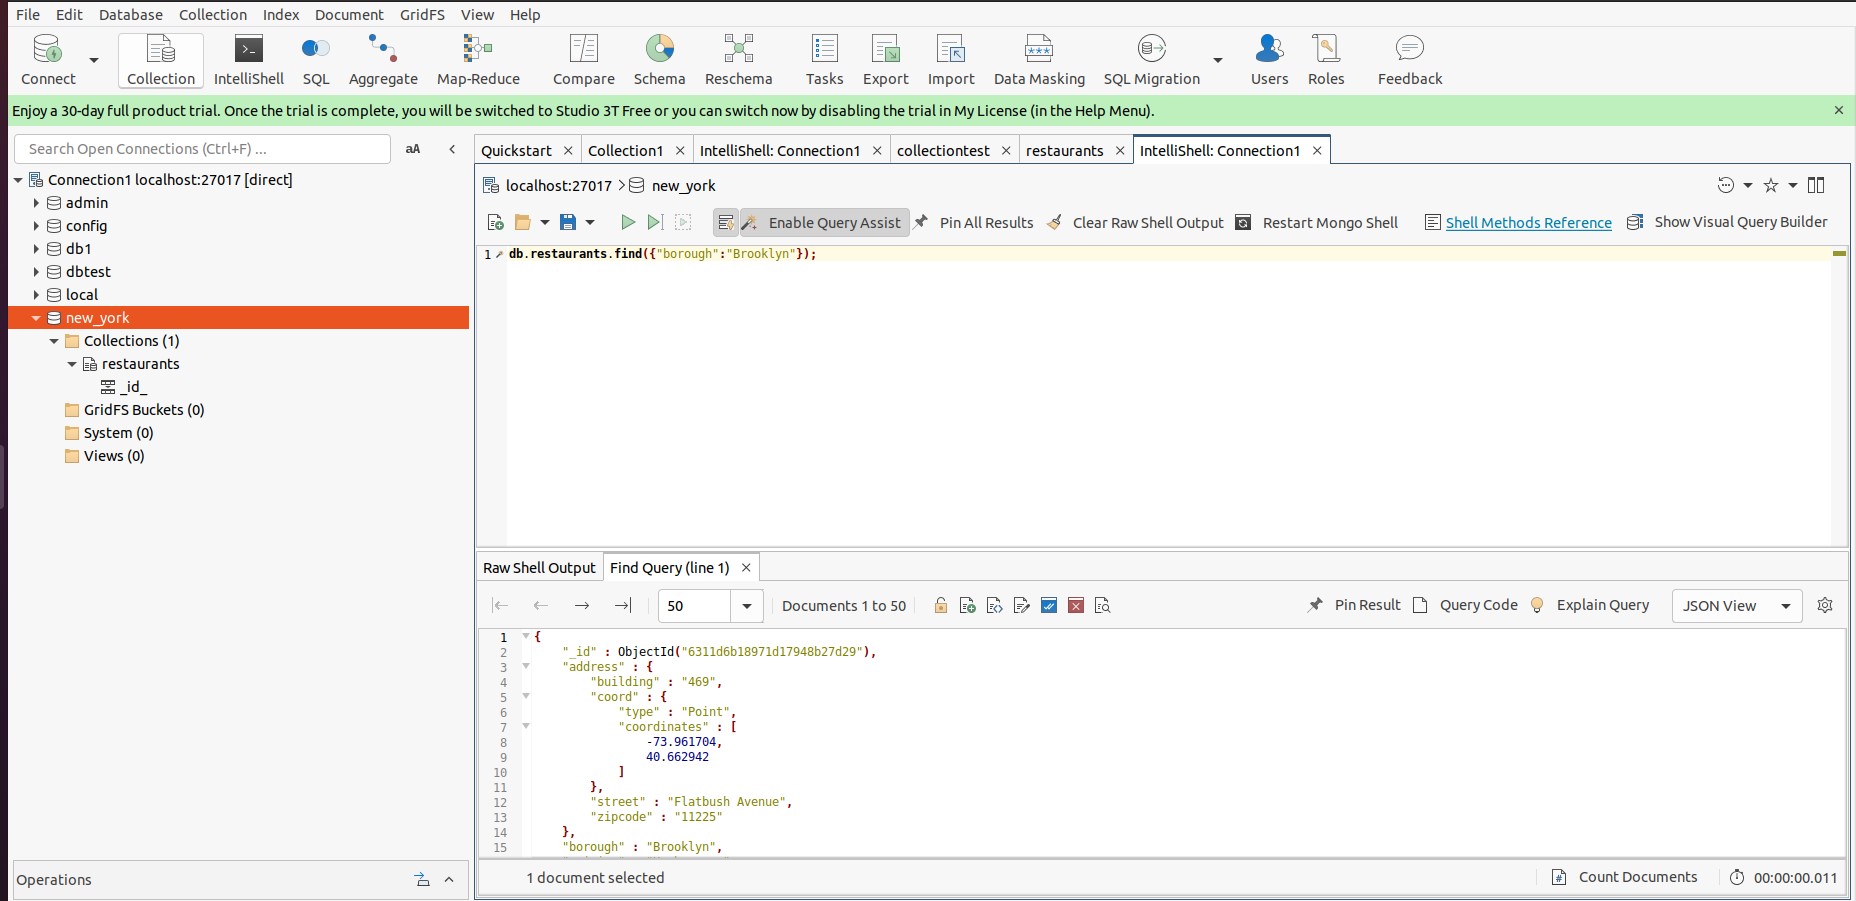 File Edit Database Collection Index Document GridFS View Help
Connect Collection IntelliShell SQL Aggregate Map-Reduce Compare Schema Reschema Tasks Export Import Data Masking SQL Migration Users Roles Feedback
Enjoy a 30-day full product trial. Once the trial is complete, you will be switched to Studio 3T Free or you can switch now by disabling the trial in My License (in the Help Menu).
Search Open Connections (Ctrl+F) ... aA
Connection1 localhost:27017 [direct]
admin
config
db1
dbtest
local
new_york
Collections (1)
restaurants
_id_
GridFS Buckets (0)
System (0)
Views (0)
Operations
Quickstart Collection1 IntelliShell: Connection1 collectiontest restaurants IntelliShell: Connection1
localhost:27017 > new_york
Enable Query Assist Pin All Results Clear Raw Shell Output Restart Mongo Shell Shell Methods Reference Show Visual Query Builder
1 db.restaurants.find({"borough":"Brooklyn"});
Raw Shell Output Find Query (line 1)
50 Documents 1 to 50 Pin Result Query Code Explain Query JSON View
1 {
2 "_id" : ObjectId("6311d6b18971d17948b27d29"),
3 "address" : {
4 "building" : "469",
5 "coord" : {
6 "type" : "Point",
7 "coordinates" : [
8 -73.961704,
9 40.662942
10 ]
11 },
12 "street" : "Flatbush Avenue",
13 "zipcode" : "11225"
14 },
15 "borough" : "Brooklyn",
1 document selected Count Documents 00:00:00.011